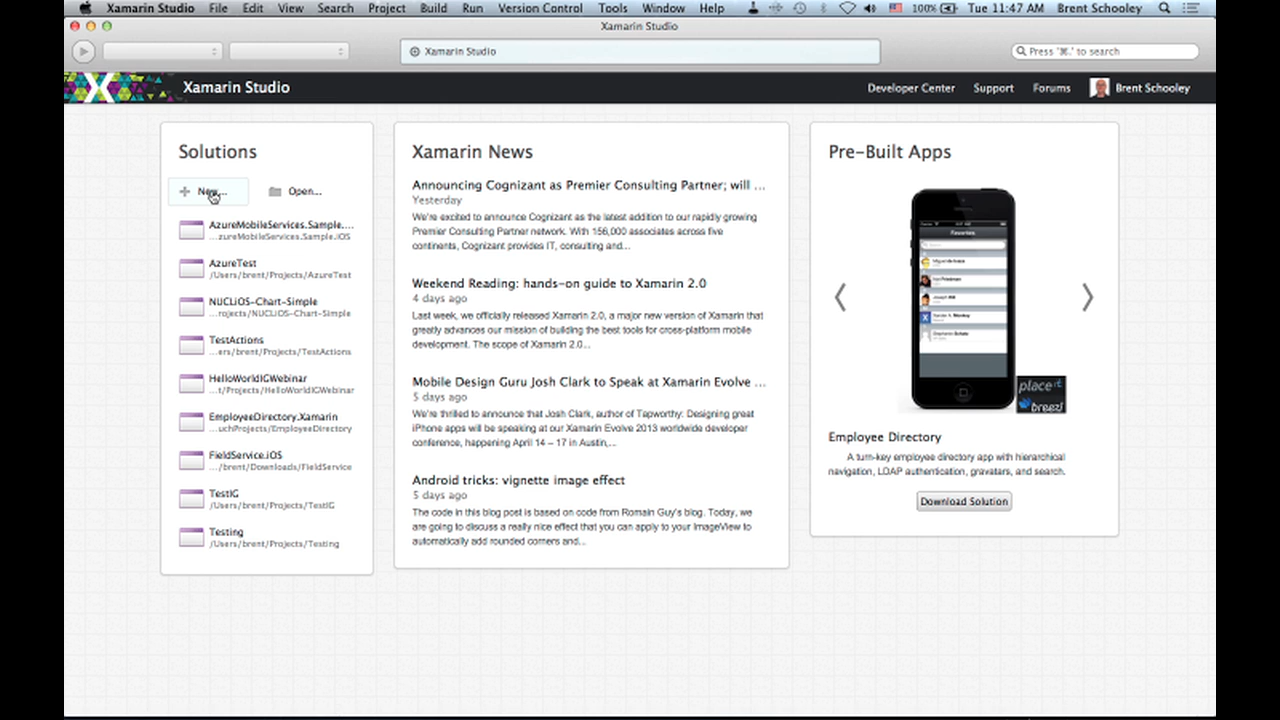 Xamarin Studio File Edit View Search Project Build Run Version Control Tools Window Help 100% Tue 11:47 AM Brent Schooley
Xamarin Studio
Xamarin Studio
Press '⌘.' to search
Xamarin Studio
Developer Center Support Forums Brent Schooley
Solutions
New... Open...
AzureMobileServices.Sample....
...zureMobileServices.Sample.iOS
AzureTest
/Users/brent/Projects/AzureTest
NUCLiOS-Chart-Simple
...rojects/NUCLiOS-Chart-Simple
TestActions
...ers/brent/Projects/TestActions
HelloWorldIGWebinar
...t/Projects/HelloWorldIGWebinar
EmployeeDirectory.Xamarin
...uchProjects/EmployeeDirectory
FieldService.iOS
.../brent/Downloads/FieldService
TestIG
/Users/brent/Projects/TestIG
Testing
/Users/brent/Projects/Testing
Xamarin News
Announcing Cognizant as Premier Consulting Partner; will ...
Yesterday
We're excited to announce Cognizant as the latest addition to our rapidly growing
Premier Consulting Partner network. With 156,000 associates across five
continents, Cognizant provides IT, consulting and...
Weekend Reading: hands-on guide to Xamarin 2.0
4 days ago
Last week, we officially released Xamarin 2.0, a major new version of Xamarin that
greatly advances our mission of building the best tools for cross-platform mobile
development. The scope of Xamarin 2.0...
Mobile Design Guru Josh Clark to Speak at Xamarin Evolve ...
5 days ago
We're thrilled to announce that Josh Clark, author of Tapworthy: Designing great
iPhone apps will be speaking at our Xamarin Evolve 2013 worldwide developer
conference, happening April 14 – 17 in Austin,...
Android tricks: vignette image effect
5 days ago
The code in this blog post is based on code from Romain Guy's blog. Today, we
are going to discuss a really nice effect that you can apply to your ImageView to
automatically add rounded corners and...
Pre-Built Apps
Favorites
place it
breezi
Employee Directory
A turn-key employee directory app with hierarchical
navigation, LDAP authentication, gravatars, and search.
Download Solution